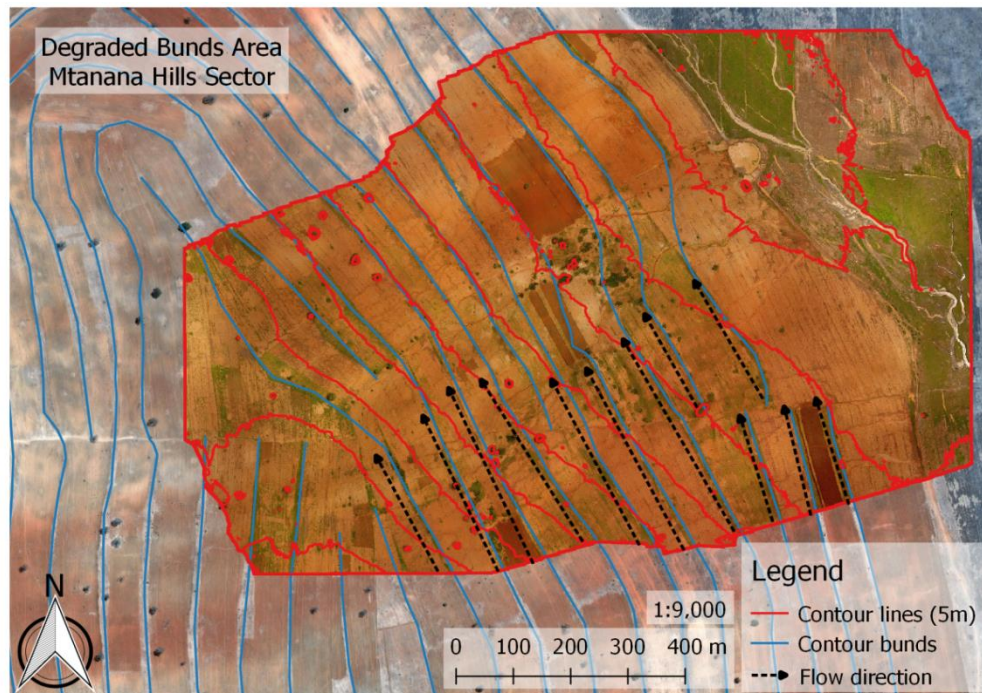 Degraded Bunds Area
Mtanana Hills Sector
N
1:9,000
0 100 200 300 400 m
Legend
Contour lines (5m)
Contour bunds
Flow direction